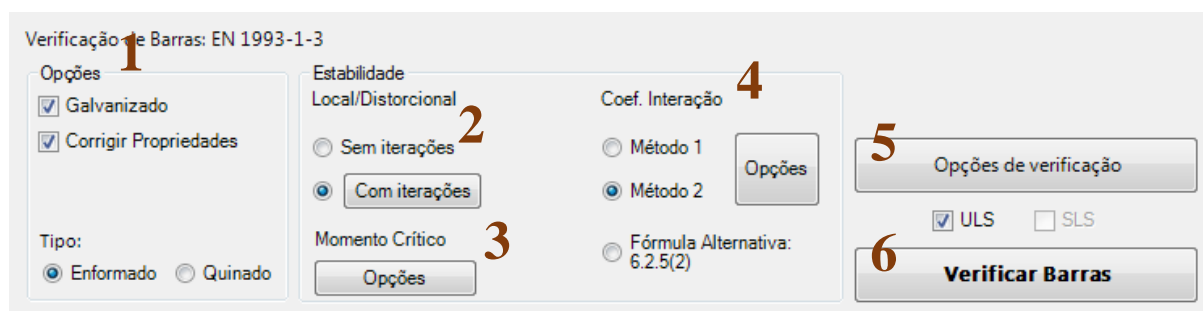 Verificação de Barras: EN 1993-1-3
1
Opções
Galvanizado
Corrigir Propriedades
Tipo:
Enformado Quinado
Estabilidade
Local/Distorcional
2
Sem iterações
Com iterações
Momento Crítico
3
Opções
4
Coef. Interação
Método 1
Método 2
Opções
Fórmula Alternativa:
6.2.5(2)
5
Opções de verificação
ULS SLS
6
Verificar Barras